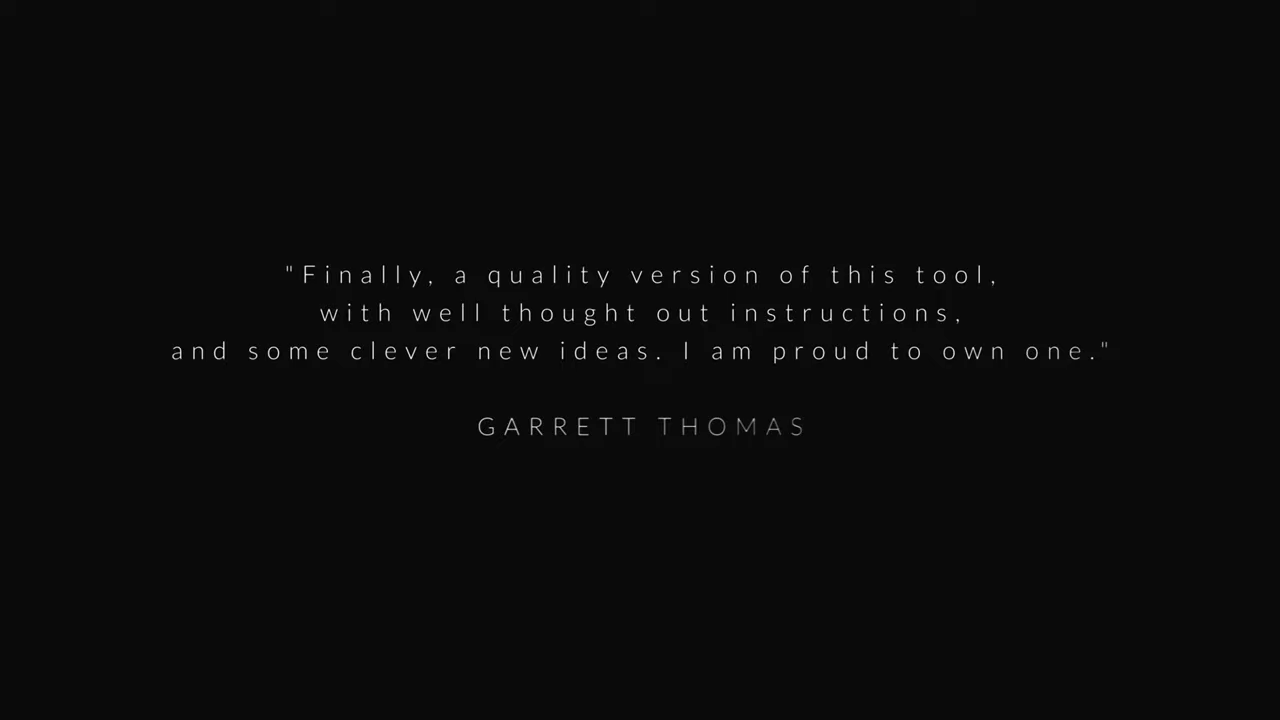 "Finally, a quality version of this tool,
with well thought out instructions,
and some clever new ideas. I am proud to own one."
GARRETT THOMAS